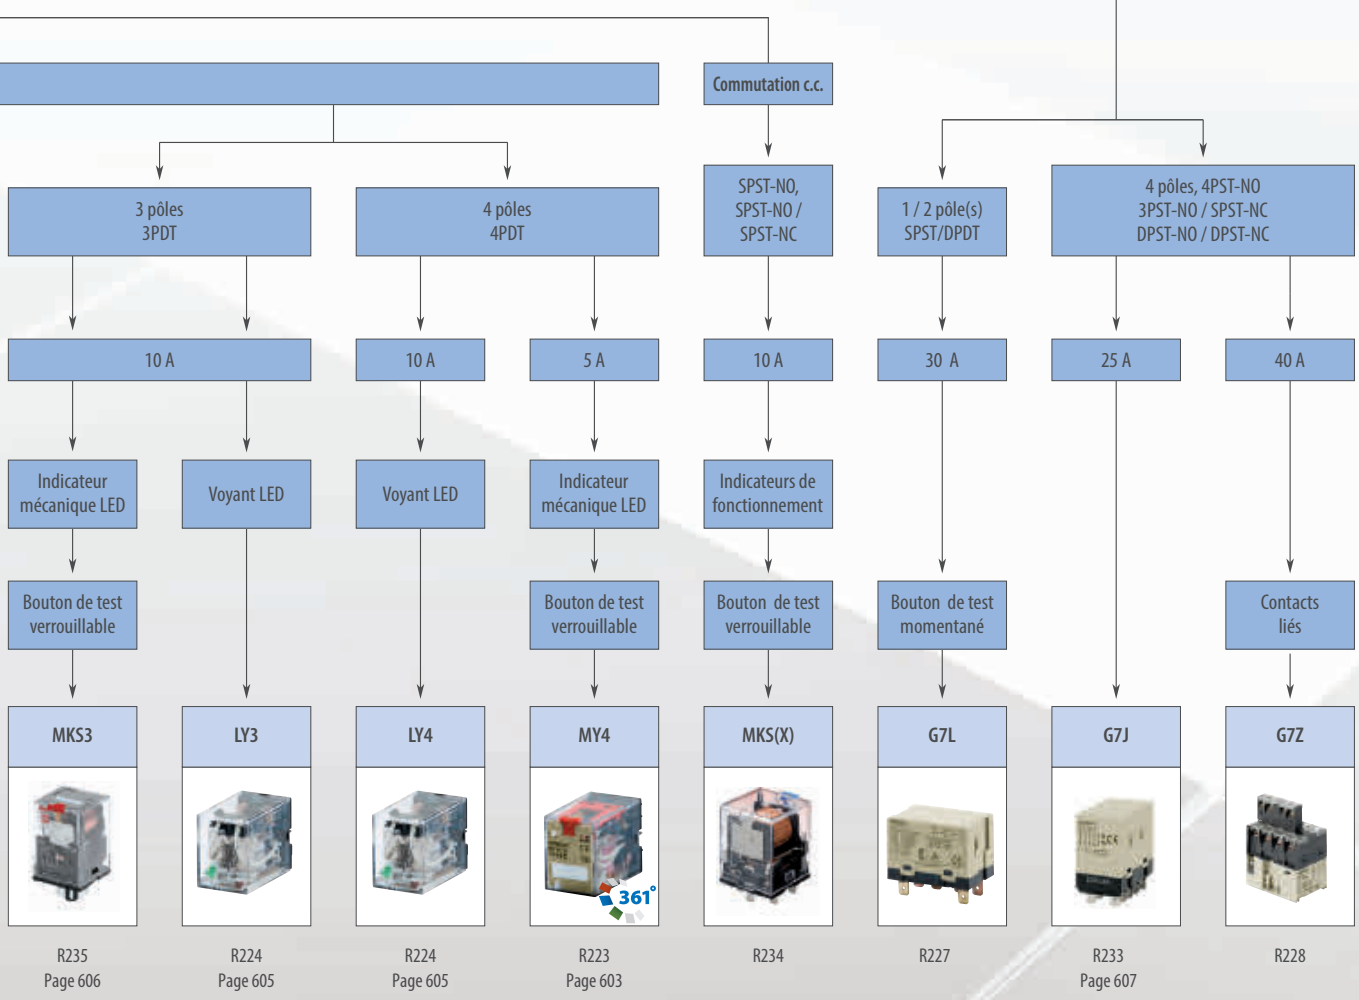 Commutation c.c.
3 pôles
3PDT
4 pôles
4PDT
SPST-NO,
SPST-NO /
SPST-NC
1 / 2 pôle(s)
SPST/DPDT
4 pôles, 4PST-NO
3PST-NO / SPST-NC
DPST-NO / DPST-NC
10 A
10 A
5 A
10 A
30 A
25 A
40 A
Indicateur
mécanique LED
Voyant LED
Voyant LED
Indicateur
mécanique LED
Indicateurs de
fonctionnement
Bouton de test
verrouillable
Bouton de test
verrouillable
Bouton de test
verrouillable
Bouton de test
momentané
Contacts
liés
MKS3
LY3
LY4
MY4
MKS(X)
G7L
G7J
G7Z
361°
R235
Page 606
R224
Page 605
R224
Page 605
R223
Page 603
R234
R227
R233
Page 607
R228